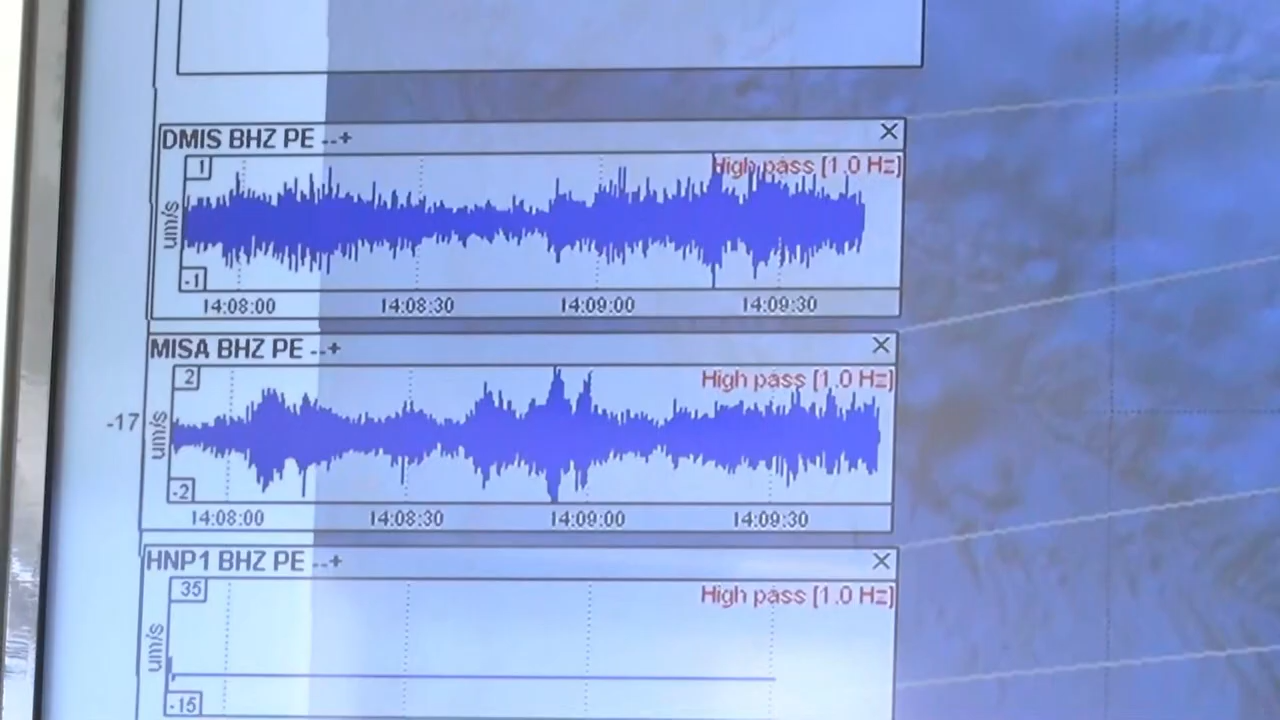 DMIS BHZ PE --+
1
High pass [1.0 Hz]
um/s
-1
14:08:00 14:08:30 14:09:00 14:09:30
MISA BHZ PE --+
2
High pass [1.0 Hz]
-17
um/s
-2
14:08:00 14:08:30 14:09:00 14:09:30
HNP1 BHZ PE --+
35
High pass [1.0 Hz]
um/s
-15